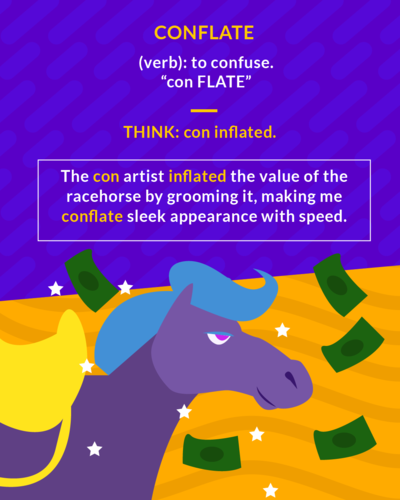 CONFLATE
(verb): to confuse.
“con FLATE”
THINK: con inflated.
The con artist inflated the value of the
racehorse by grooming it, making me
conflate sleek appearance with speed.